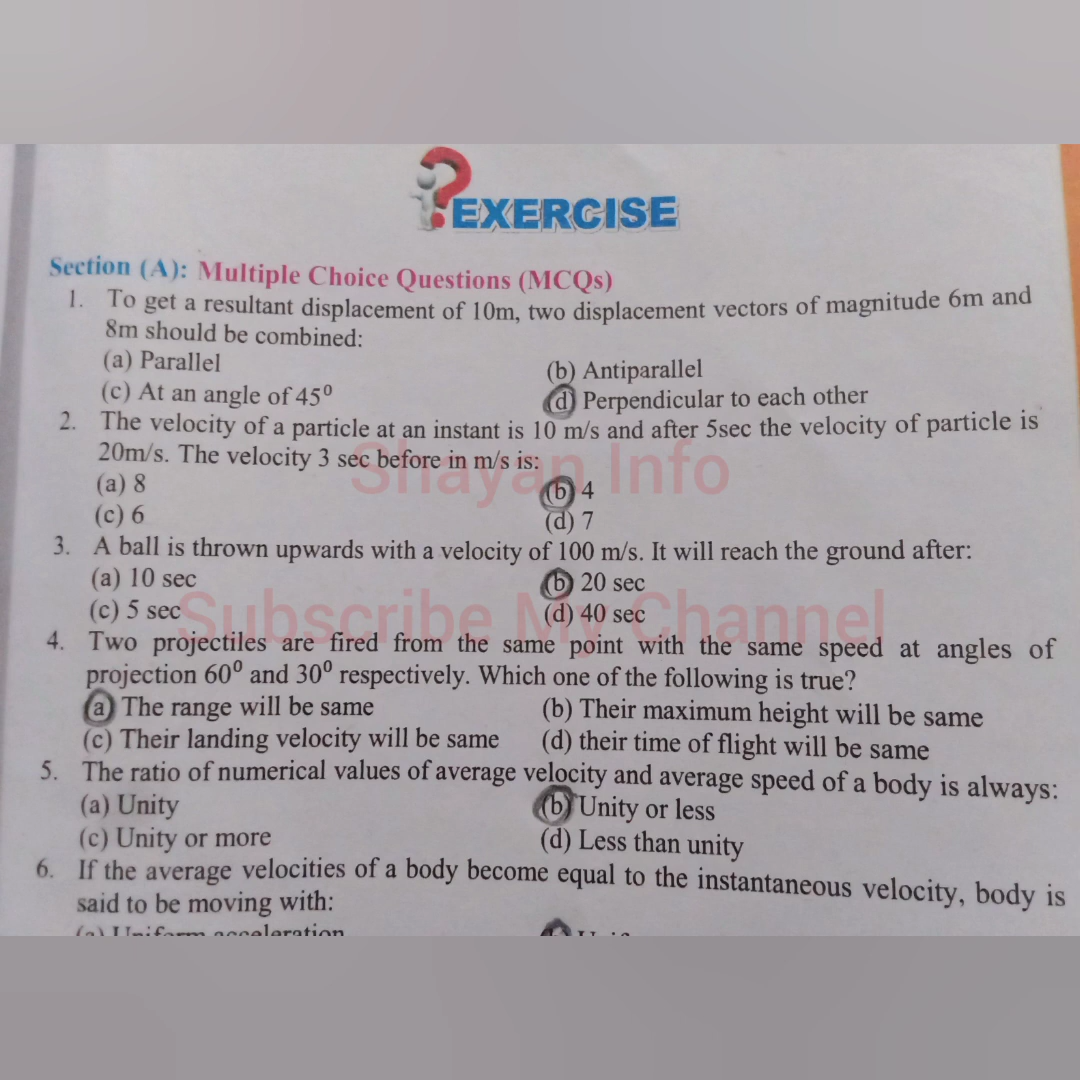 EXERCISE
Section (A): Multiple Choice Questions (MCQs)
1. To get a resultant displacement of 10m, two displacement vectors of magnitude 6m and
8m should be combined:
(a) Parallel (b) Antiparallel
(c) At an angle of 45⁰ (d) Perpendicular to each other
2. The velocity of a particle at an instant is 10 m/s and after 5sec the velocity of particle is
20m/s. The velocity 3 sec before in m/s is:
Shayan Info
(a) 8 (b) 4
(c) 6 (d) 7
3. A ball is thrown upwards with a velocity of 100 m/s. It will reach the ground after:
(a) 10 sec (b) 20 sec
(c) 5 sec (d) 40 sec
Subscribe My Channel
4. Two projectiles are fired from the same point with the same speed at angles of
projection 60⁰ and 30⁰ respectively. Which one of the following is true?
(a) The range will be same (b) Their maximum height will be same
(c) Their landing velocity will be same (d) their time of flight will be same
5. The ratio of numerical values of average velocity and average speed of a body is always:
(a) Unity (b) Unity or less
(c) Unity or more (d) Less than unity
6. If the average velocities of a body become equal to the instantaneous velocity, body is
said to be moving with:
(a) Uniform acceleration